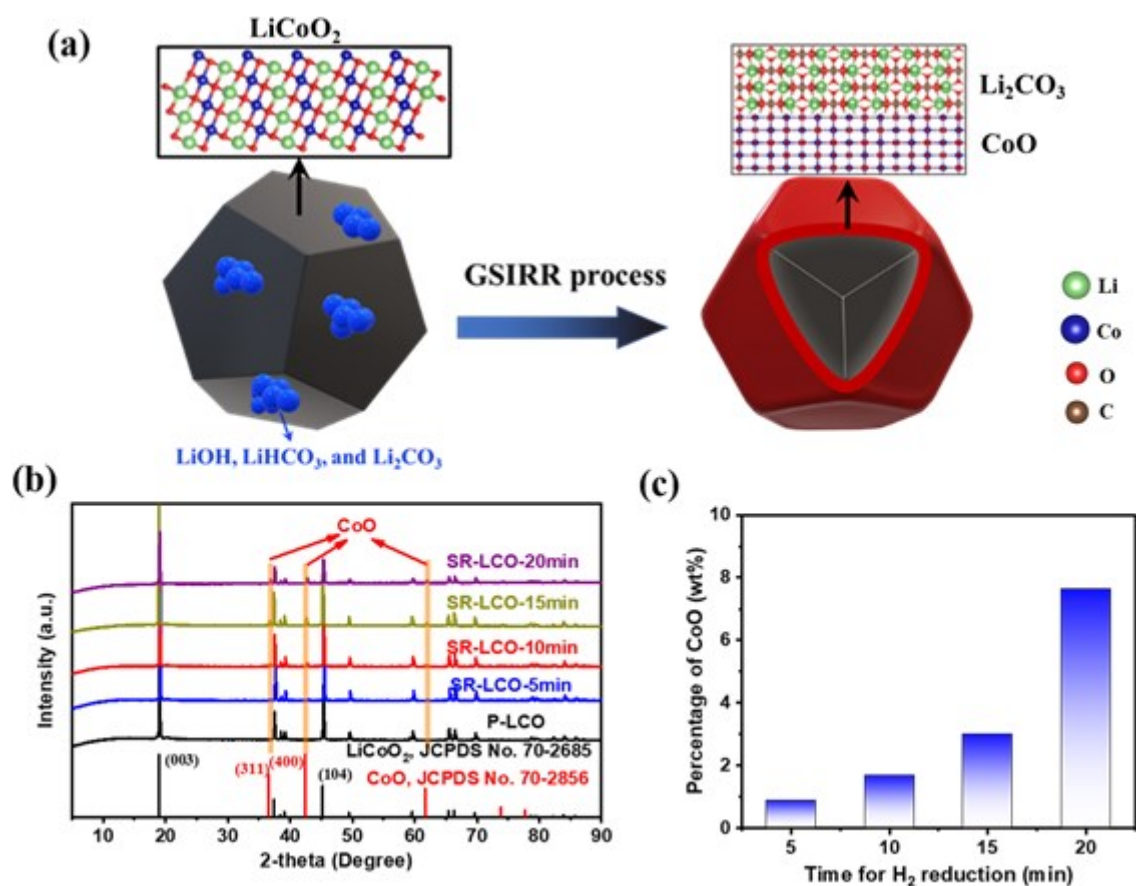 (a)
LiCoO₂
Li₂CO₃
CoO
GSIRR process
Li
Co
O
C
LiOH, LiHCO₃, and Li₂CO₃
(b)
CoO
SR-LCO-20min
SR-LCO-15min
SR-LCO-10min
SR-LCO-5min
P-LCO
LiCoO₂, JCPDS No. 70-2685
(003)
(311)
(400)
(104)
CoO, JCPDS No. 70-2856
Intensity (a.u.)
10 20 30 40 50 60 70 80 90
2-theta (Degree)
(c)
Percentage of CoO (wt%)
10
8
6
4
2
0
5 10 15 20
Time for H₂ reduction (min)